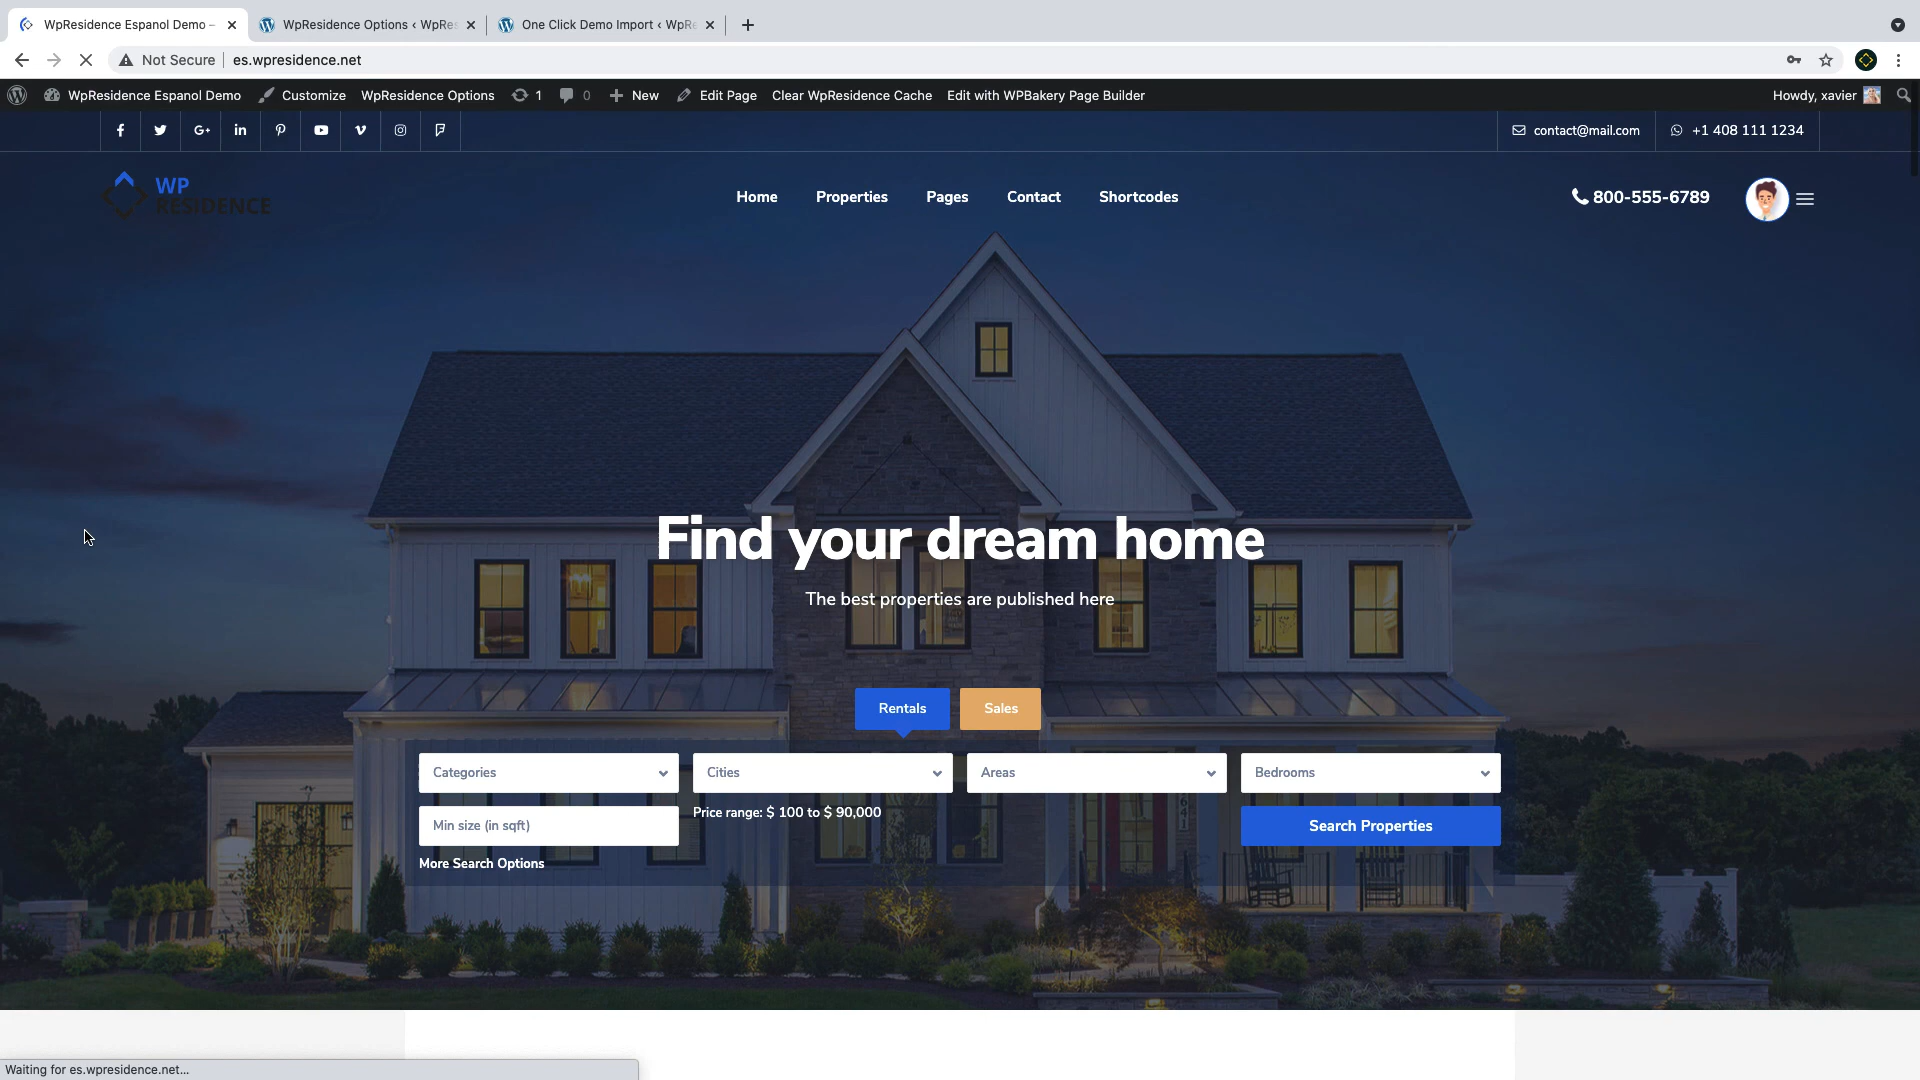 WpResidence Espanol Demo –
WpResidence Options ‹ WpRes
One Click Demo Import ‹ WpRe
Not Secure
es.wpresidence.net
WpResidence Espanol Demo
Customize
WpResidence Options
1
0
New
Edit Page
Clear WpResidence Cache
Edit with WPBakery Page Builder
Howdy, xavier
contact@mail.com
+1 408 111 1234
WP
RESIDENCE
Home
Properties
Pages
Contact
Shortcodes
800-555-6789
Find your dream home
The best properties are published here
Rentals
Sales
Categories
Cities
Areas
Bedrooms
Min size (in sqft)
Price range: $ 100 to $ 90,000
Search Properties
More Search Options
Waiting for es.wpresidence.net...